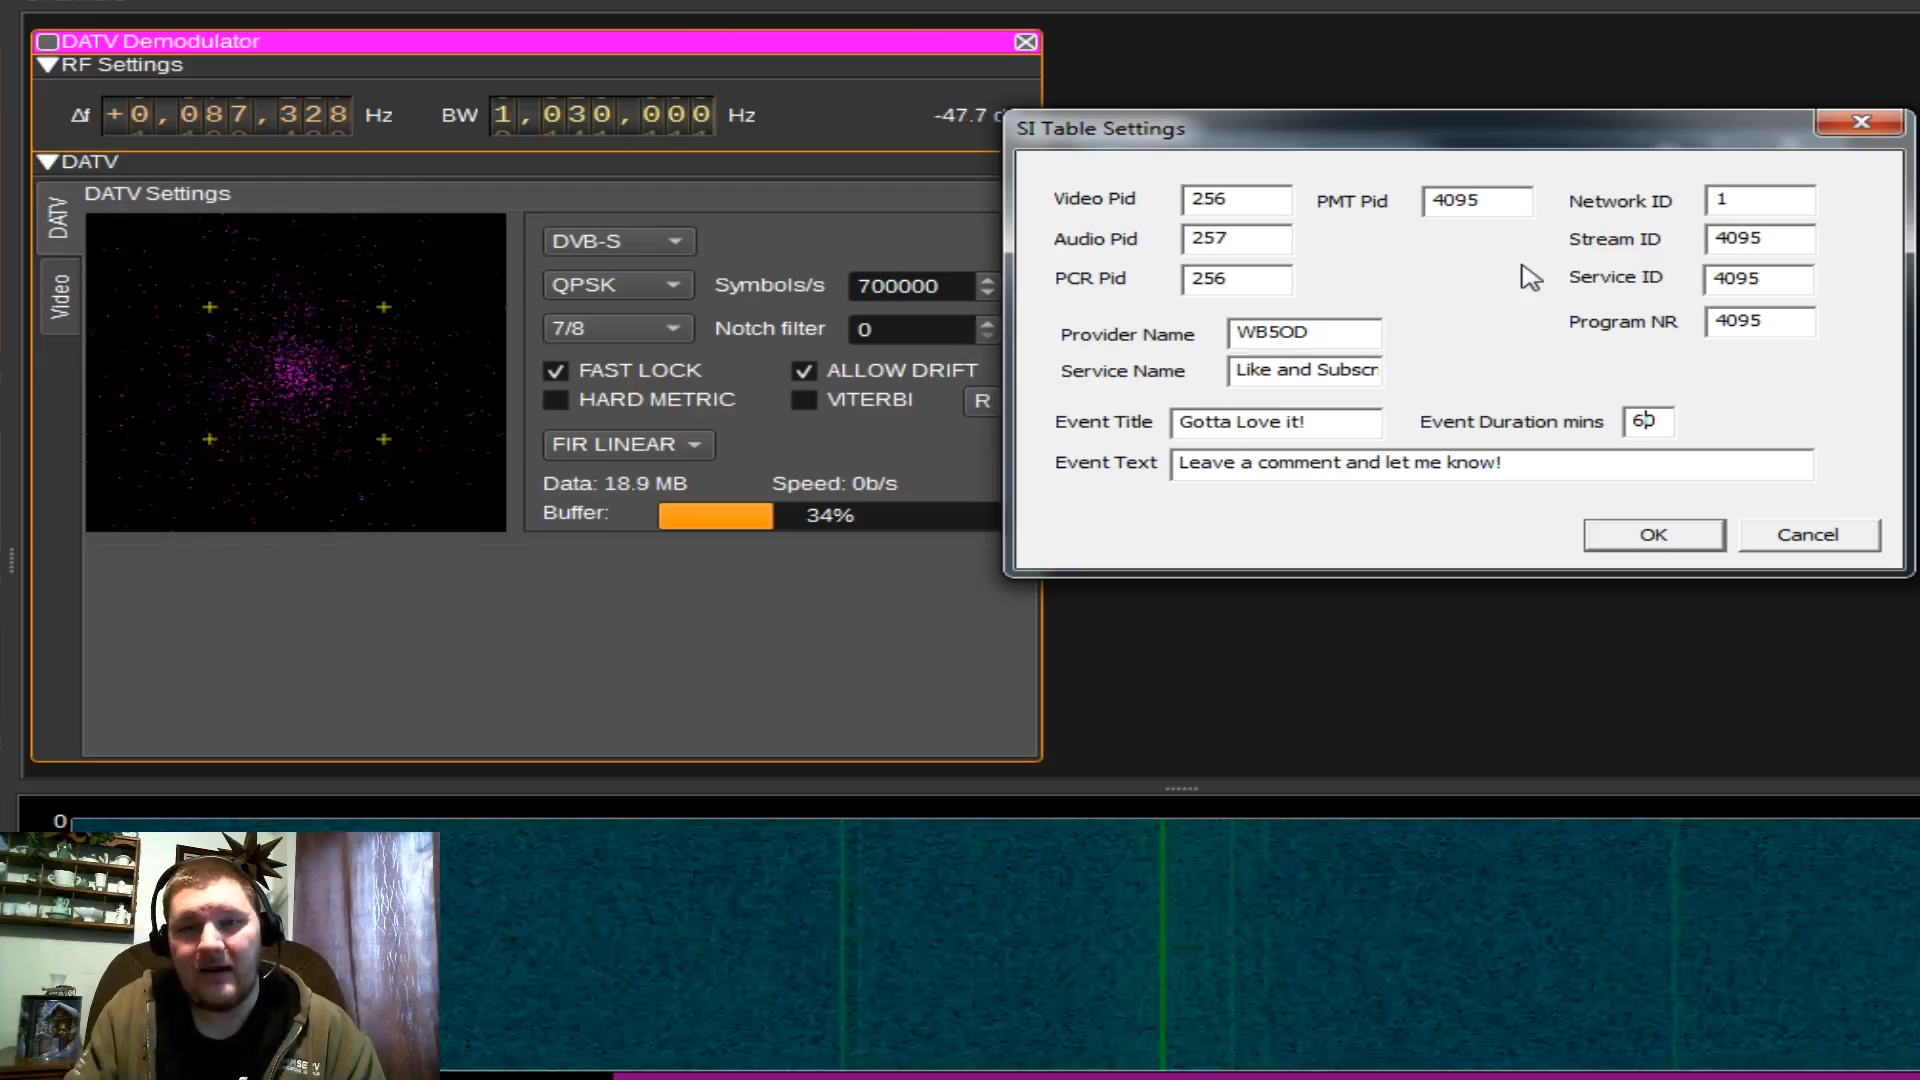 DATV Demodulator
RF Settings
Δf +0,087,328 Hz BW 1,030,000 Hz -47.7
DATV
DATV
Video
DATV Settings
DVB-S
QPSK Symbols/s 700000
7/8 Notch filter 0
FAST LOCK ALLOW DRIFT
HARD METRIC VITERBI R
FIR LINEAR
Data: 18.9 MB Speed: 0b/s
Buffer: 34%
SI Table Settings
Video Pid 256 PMT Pid 4095 Network ID 1
Audio Pid 257 Stream ID 4095
PCR Pid 256 Service ID 4095
Program NR 4095
Provider Name WB5OD
Service Name Like and Subscr
Event Title Gotta Love it! Event Duration mins 60
Event Text Leave a comment and let me know!
OK Cancel
0